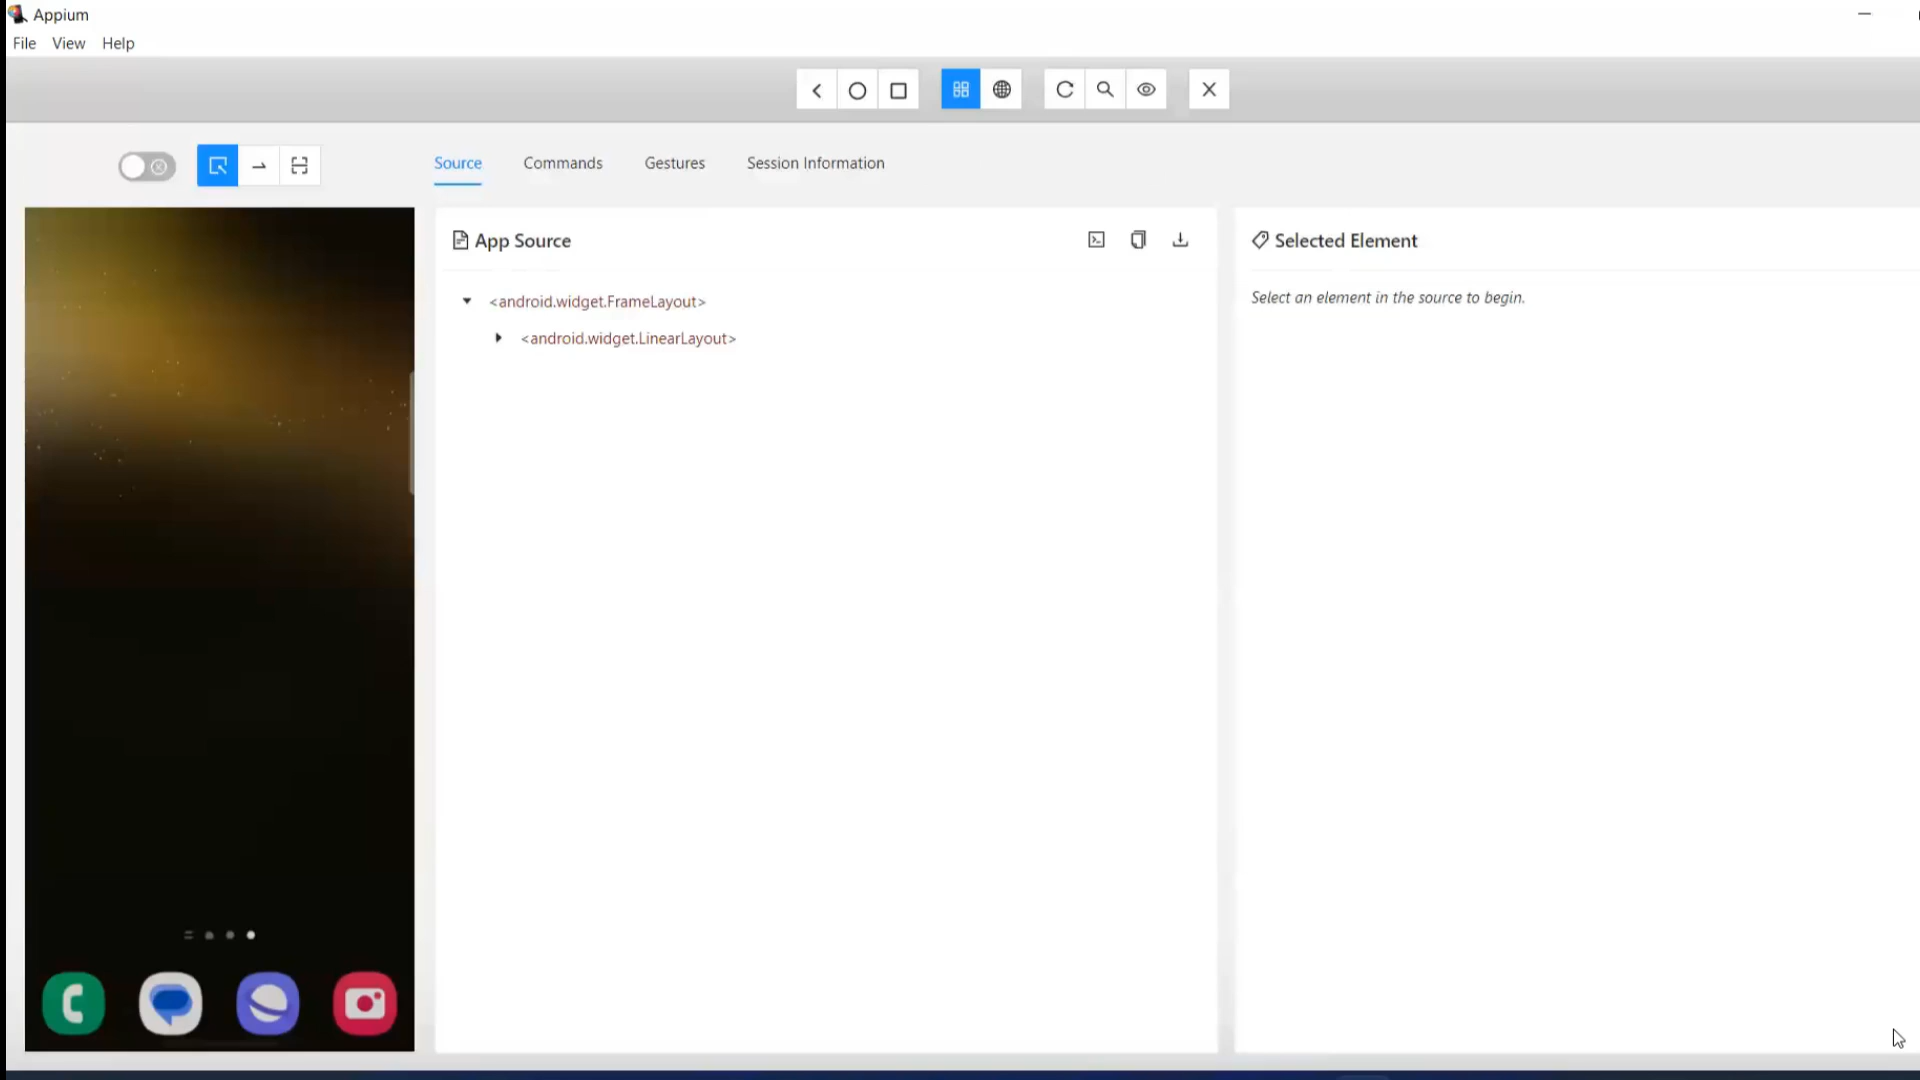 Appium
File View Help
Source Commands Gestures Session Information
App Source
Selected Element
<android.widget.FrameLayout>
Select an element in the source to begin.
<android.widget.LinearLayout>